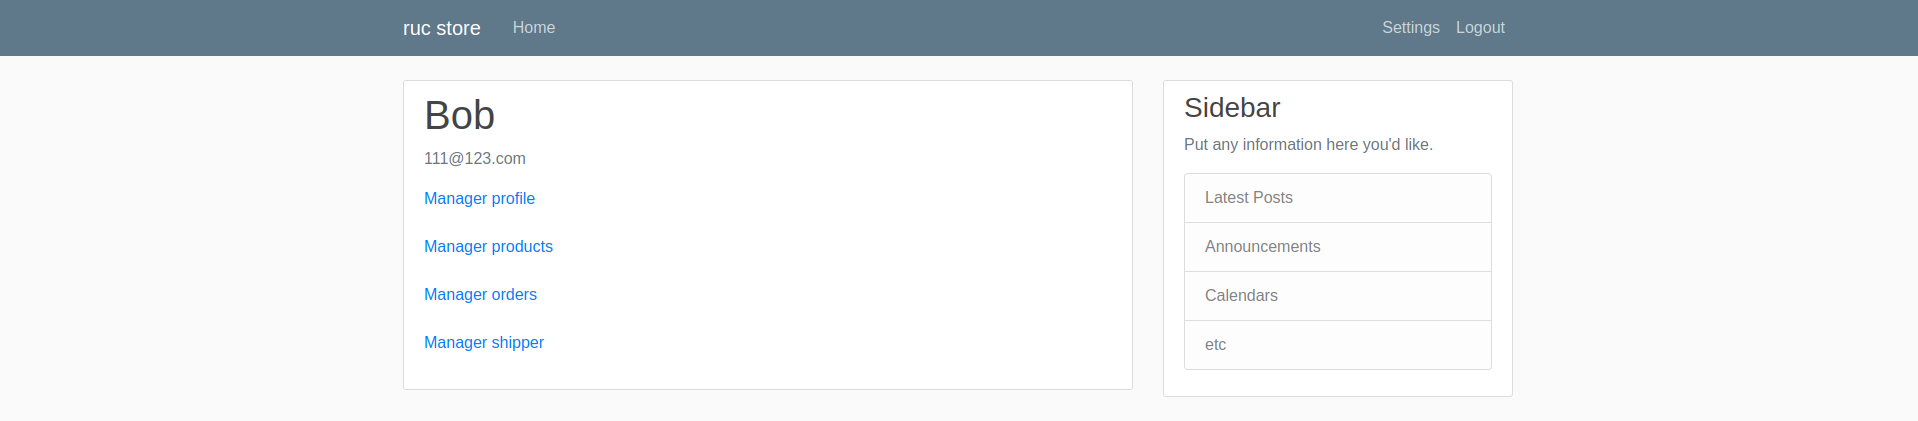 ruc store Home Settings Logout
Bob
111@123.com
Manager profile
Manager products
Manager orders
Manager shipper
Sidebar
Put any information here you'd like.
Latest Posts
Announcements
Calendars
etc